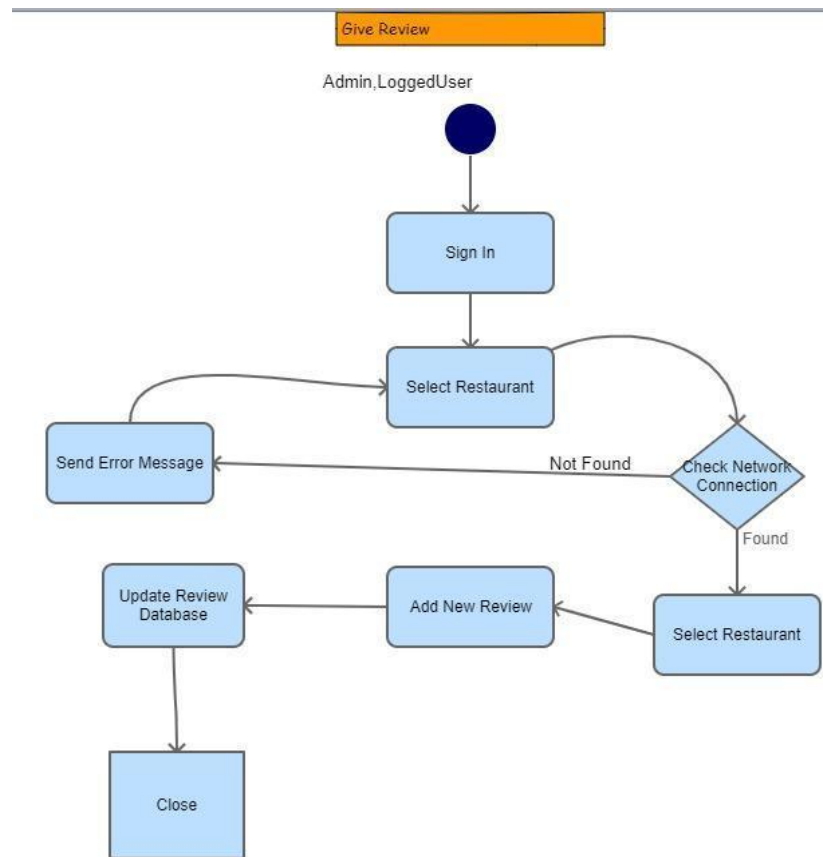 Give Review
Admin,LoggedUser
Sign In
Select Restaurant
Send Error Message
Not Found
Check Network
Connection
Found
Update Review
Database
Add New Review
Select Restaurant
Close